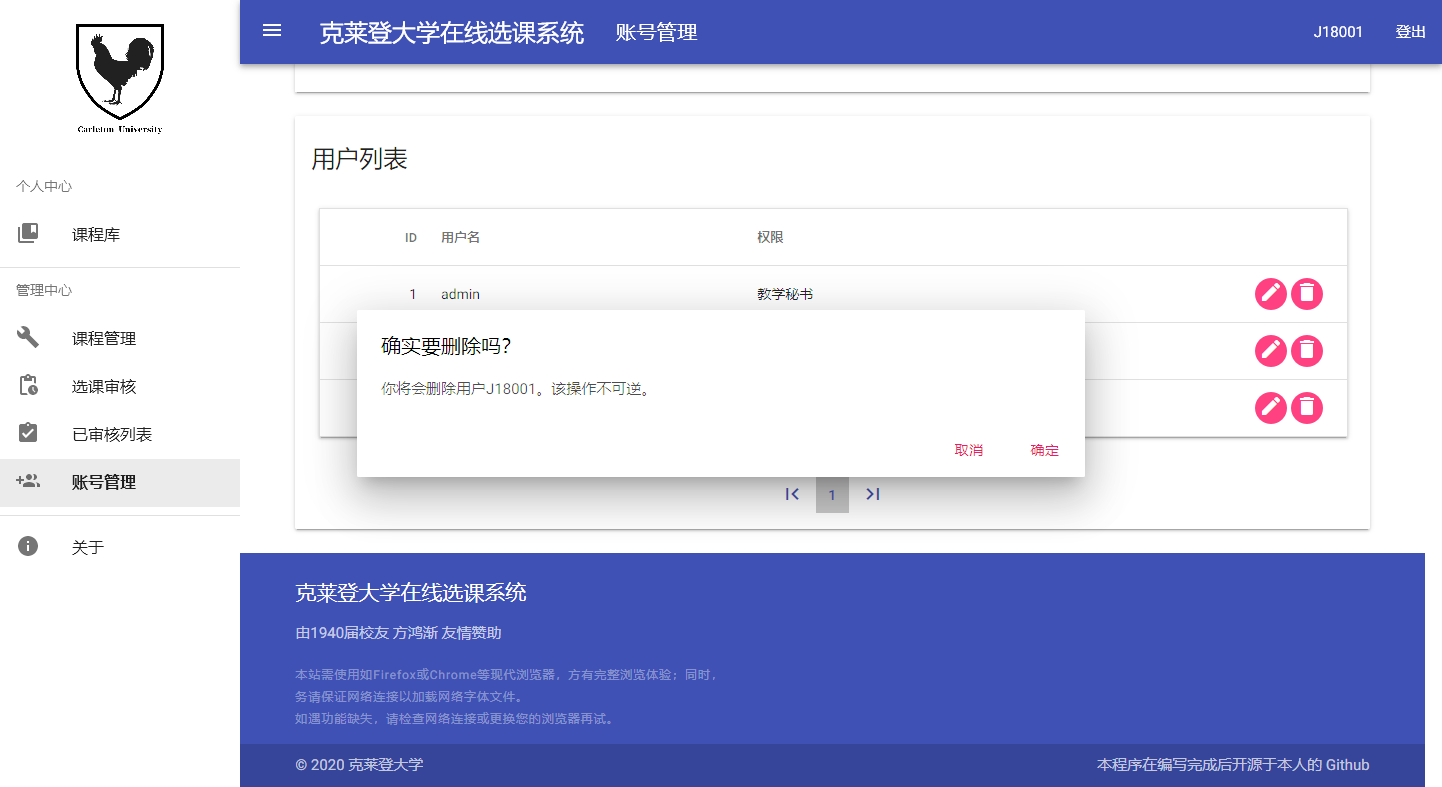 Carleton University
个人中心
课程库
管理中心
课程管理
选课审核
已审核列表
账号管理
关于
克莱登大学在线选课系统
账号管理
J18001
登出
用户列表
ID 用户名 权限
1 admin 教学秘书
确实要删除吗?
你将会删除用户J18001。该操作不可逆。
取消 确定
1
克莱登大学在线选课系统
由1940届校友 方鸿渐 友情赞助
本站需使用如Firefox或Chrome等现代浏览器，方有完整浏览体验；同时，
务请保证网络连接以加载网络字体文件。
如遇功能缺失，请检查网络连接或更换您的浏览器再试。
© 2020 克莱登大学
本程序在编写完成后开源于本人的 Github